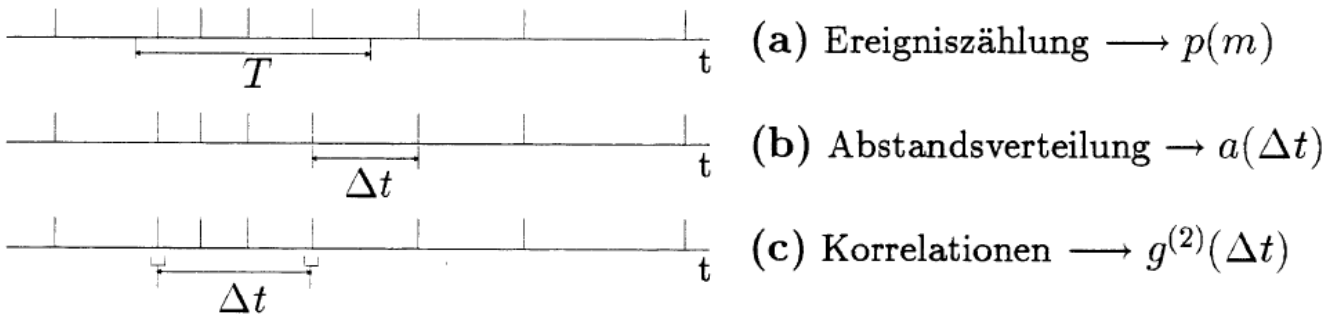 t
T
(a) Ereigniszählung ⟶ p(m)
t
Δt
(b) Abstandsverteilung → a(Δt)
t
Δt
(c) Korrelationen ⟶ g⁽²⁾(Δt)